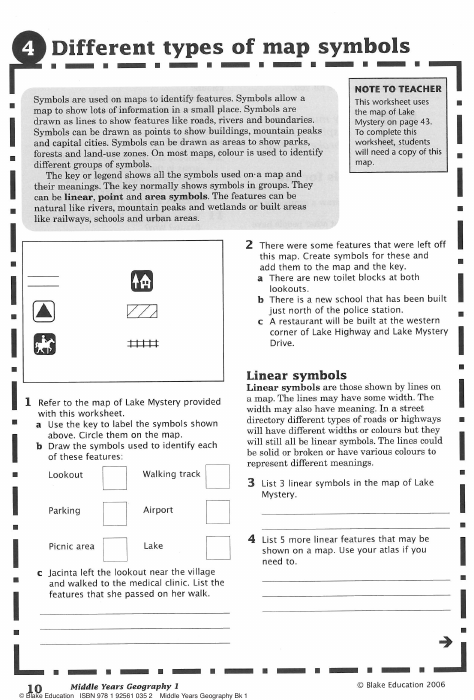 4 Different types of map symbols
Symbols are used on maps to identify features. Symbols allow a
map to show lots of information in a small place. Symbols are
drawn as lines to show features like roads, rivers and boundaries.
Symbols can be drawn as points to show buildings, mountain peaks
and capital cities. Symbols can be drawn as areas to show parks,
forests and land-use zones. On most maps, colour is used to identify
different groups of symbols.
The key or legend shows all the symbols used on a map and
their meanings. The key normally shows symbols in groups. They
can be linear, point and area symbols. The features can be
natural like rivers, mountain peaks and wetlands or built areas
like railways, schools and urban areas.
NOTE TO TEACHER
This worksheet uses
the map of Lake
Mystery on page 43.
To complete this
worksheet, students
will need a copy of this
map.
1 Refer to the map of Lake Mystery provided
with this worksheet.
a Use the key to label the symbols shown
above. Circle them on the map.
b Draw the symbols used to identify each
of these features:
Lookout Walking track
Parking Airport
Picnic area Lake
c Jacinta left the lookout near the village
and walked to the medical clinic. List the
features that she passed on her walk.
2 There were some features that were left off
this map. Create symbols for these and
add them to the map and the key.
a There are new toilet blocks at both
lookouts.
b There is a new school that has been built
just north of the police station.
c A restaurant will be built at the western
corner of Lake Highway and Lake Mystery
Drive.
Linear symbols
Linear symbols are those shown by lines on
a map. The lines may have some width. The
width may also have meaning. In a street
directory different types of roads or highways
will have different widths or colours but they
will still all be linear symbols. The lines could
be solid or broken or have various colours to
represent different meanings.
3 List 3 linear symbols in the map of Lake
Mystery.
4 List 5 more linear features that may be
shown on a map. Use your atlas if you
need to.
10 Middle Years Geography 1
© Blake Education 2006
© Blake Education ISBN 978 1 92561 035 2 Middle Years Geography Bk 1